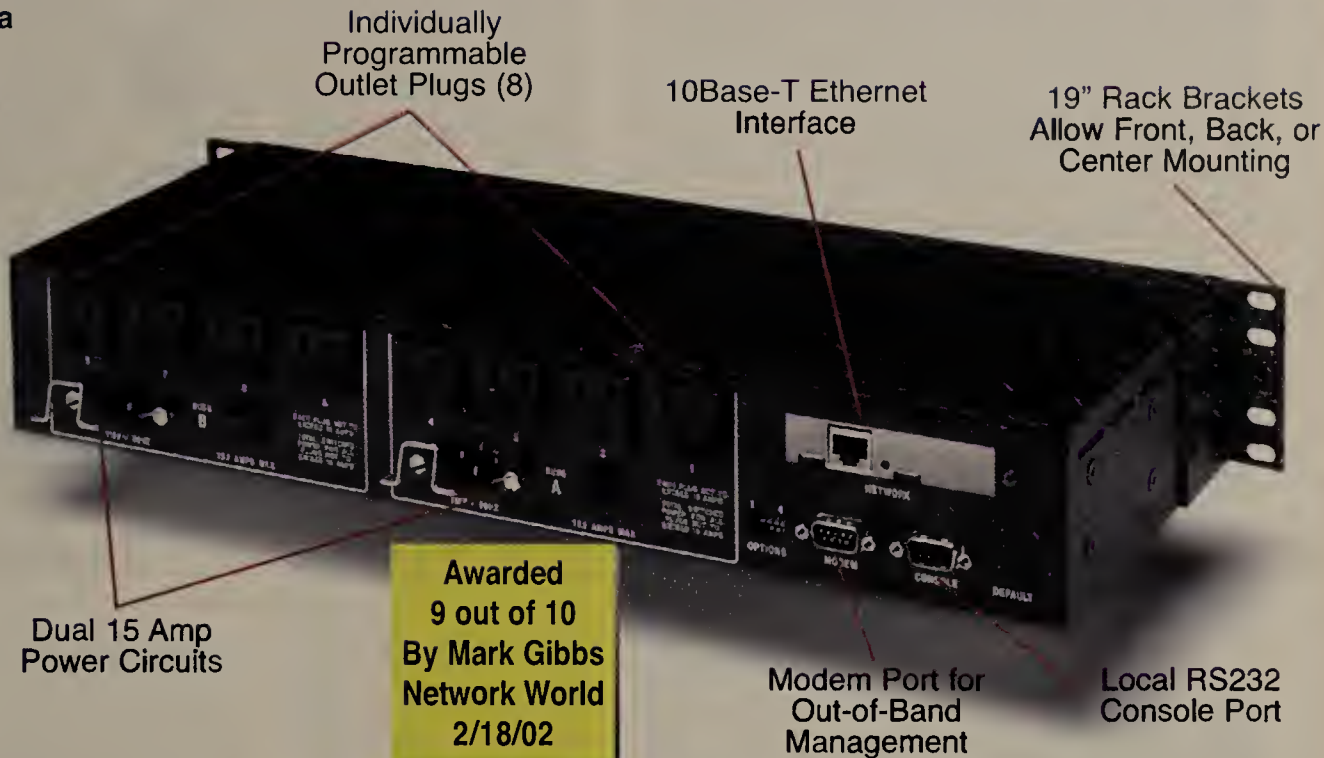 a
Individually
Programmable
Outlet Plugs (8)
10Base-T Ethernet
Interface
19" Rack Brackets
Allow Front, Back, or
Center Mounting
BUSS
B
BUSS
A
NETWORK
OPTIONS
MODEM
CONSOLE
DEFAULT
Dual 15 Amp
Power Circuits
Awarded
9 out of 10
By Mark Gibbs
Network World
2/18/02
Modem Port for
Out-of-Band
Management
Local RS232
Console Port